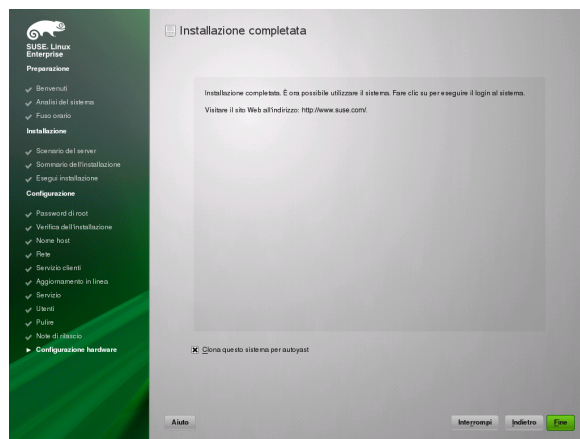 SUSE. Linux
Enterprise
Preparazione
Benvenuti
Analisi del sistema
Fuso orario
Installazione
Scenario del server
Sommario dell'installazione
Esegui installazione
Configurazione
Password di root
Verifica dell'installazione
Nome host
Rete
Servizio clienti
Aggiornamento in linea
Servizio
Utenti
Pulire
Note di rilascio
Configurazione hardware
Installazione completata
Installazione completata. È ora possibile utilizzare il sistema. Fare clic su per eseguire il login al sistema.
Visitare il sito Web all'indirizzo: http://www.suse.com/.
Clona questo sistema per autoyast
Aiuto
Interrompi
Indietro
Fine